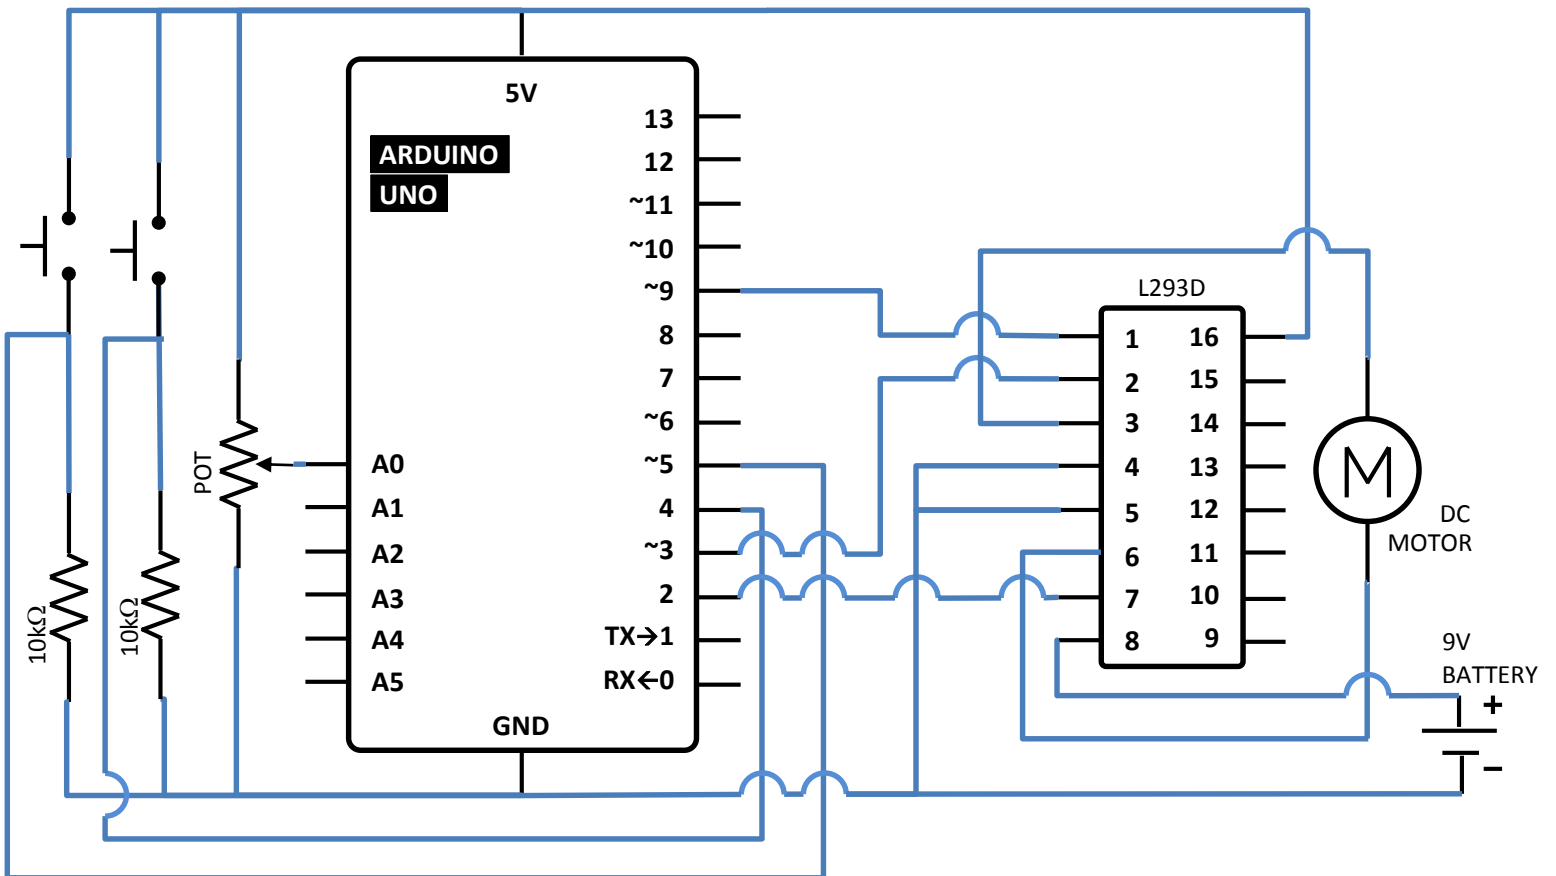 5V
ARDUINO
UNO
13
12
~11
~10
~9
8
7
~6
~5
4
~3
2
TX→1
RX←0
A0
A1
A2
A3
A4
A5
GND
POT
10kΩ
10kΩ
L293D
1 16
2 15
3 14
4 13
5 12
6 11
7 10
8 9
M
DC
MOTOR
9V
BATTERY
+
−